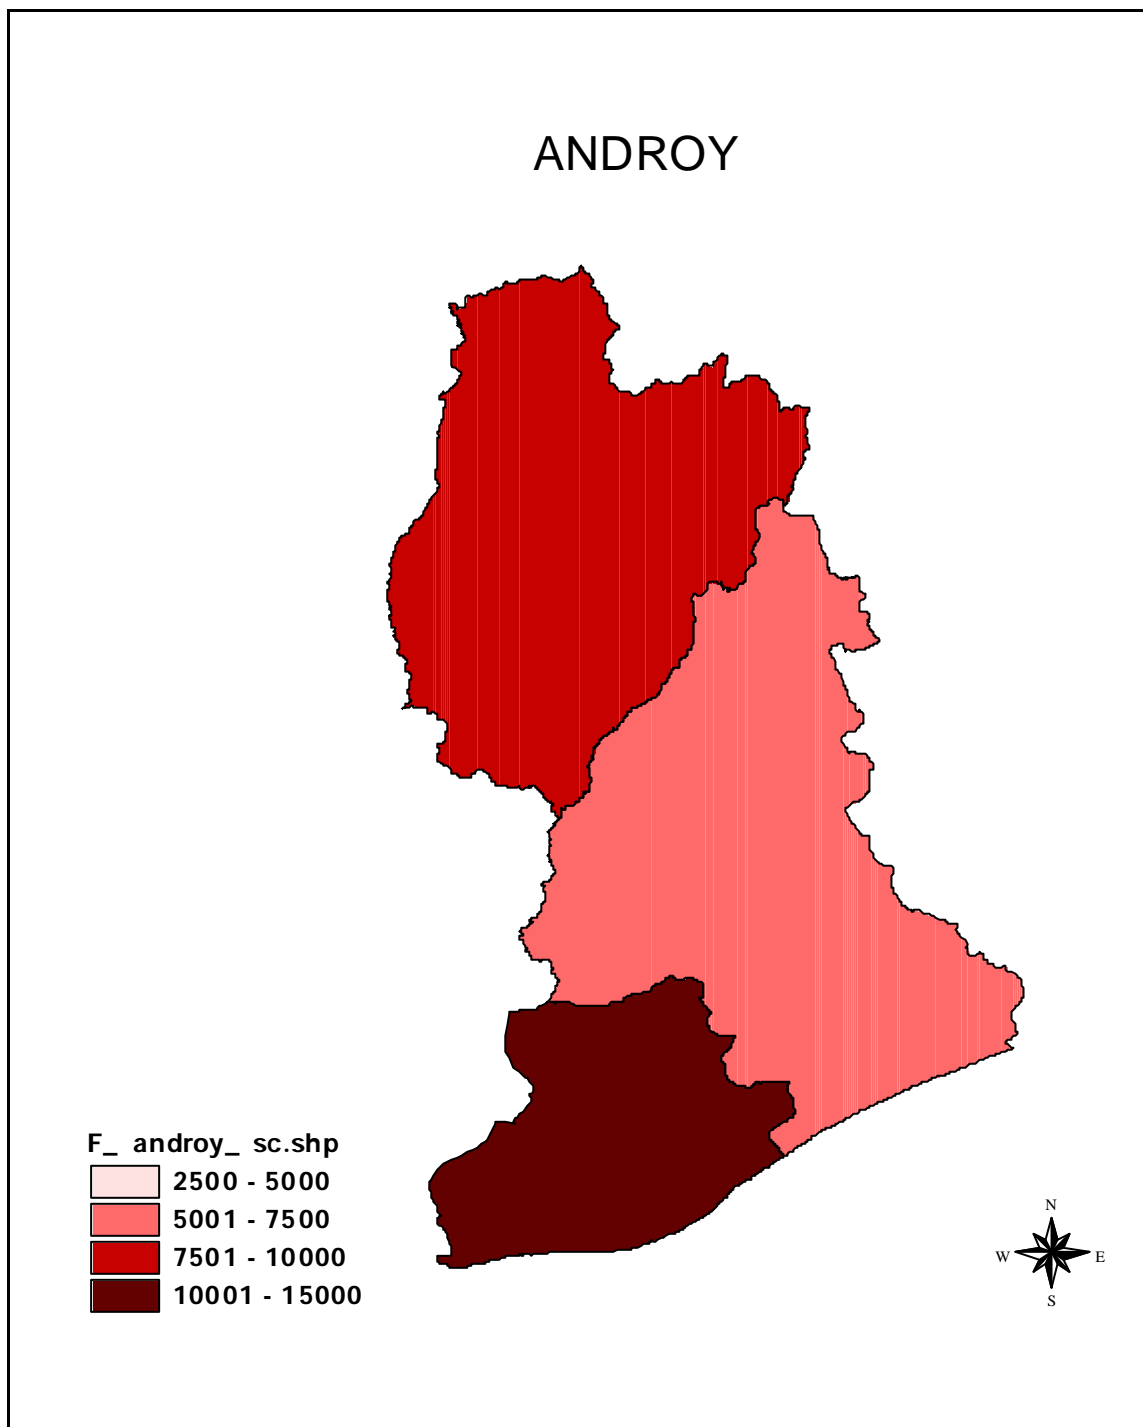 ANDROY
F_ androy_ sc.shp
2500 - 5000
5001 - 7500
7501 - 10000
10001 - 15000
N
W E
S